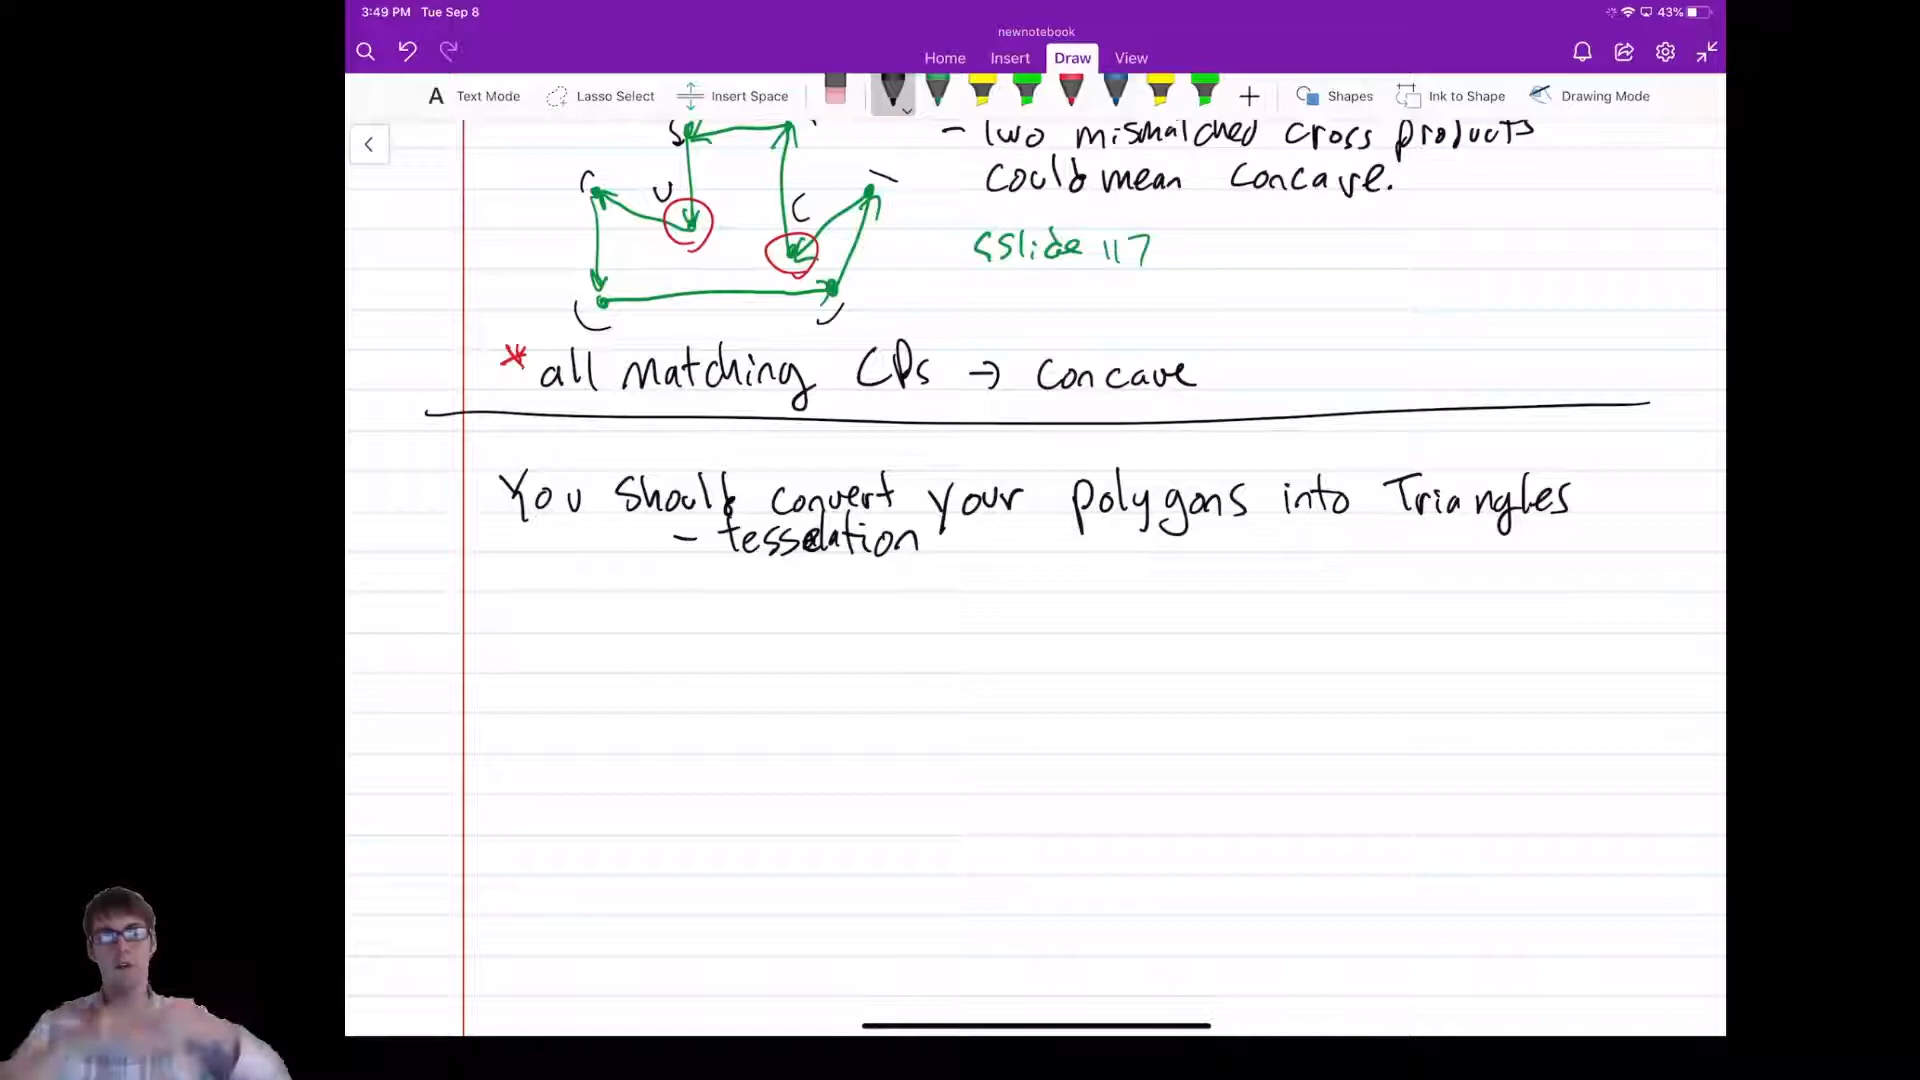 3:49 PM Tue Sep 8
43%
newnotebook
Home Insert Draw View
Text Mode Lasso Select Insert Space Shapes Ink to Shape Drawing Mode
- Two mismatched cross products
could mean concave.
S
U
C
SSlide 117
* all matching CPs → concave
You Should convert your polygons into Triangles
- tesselation